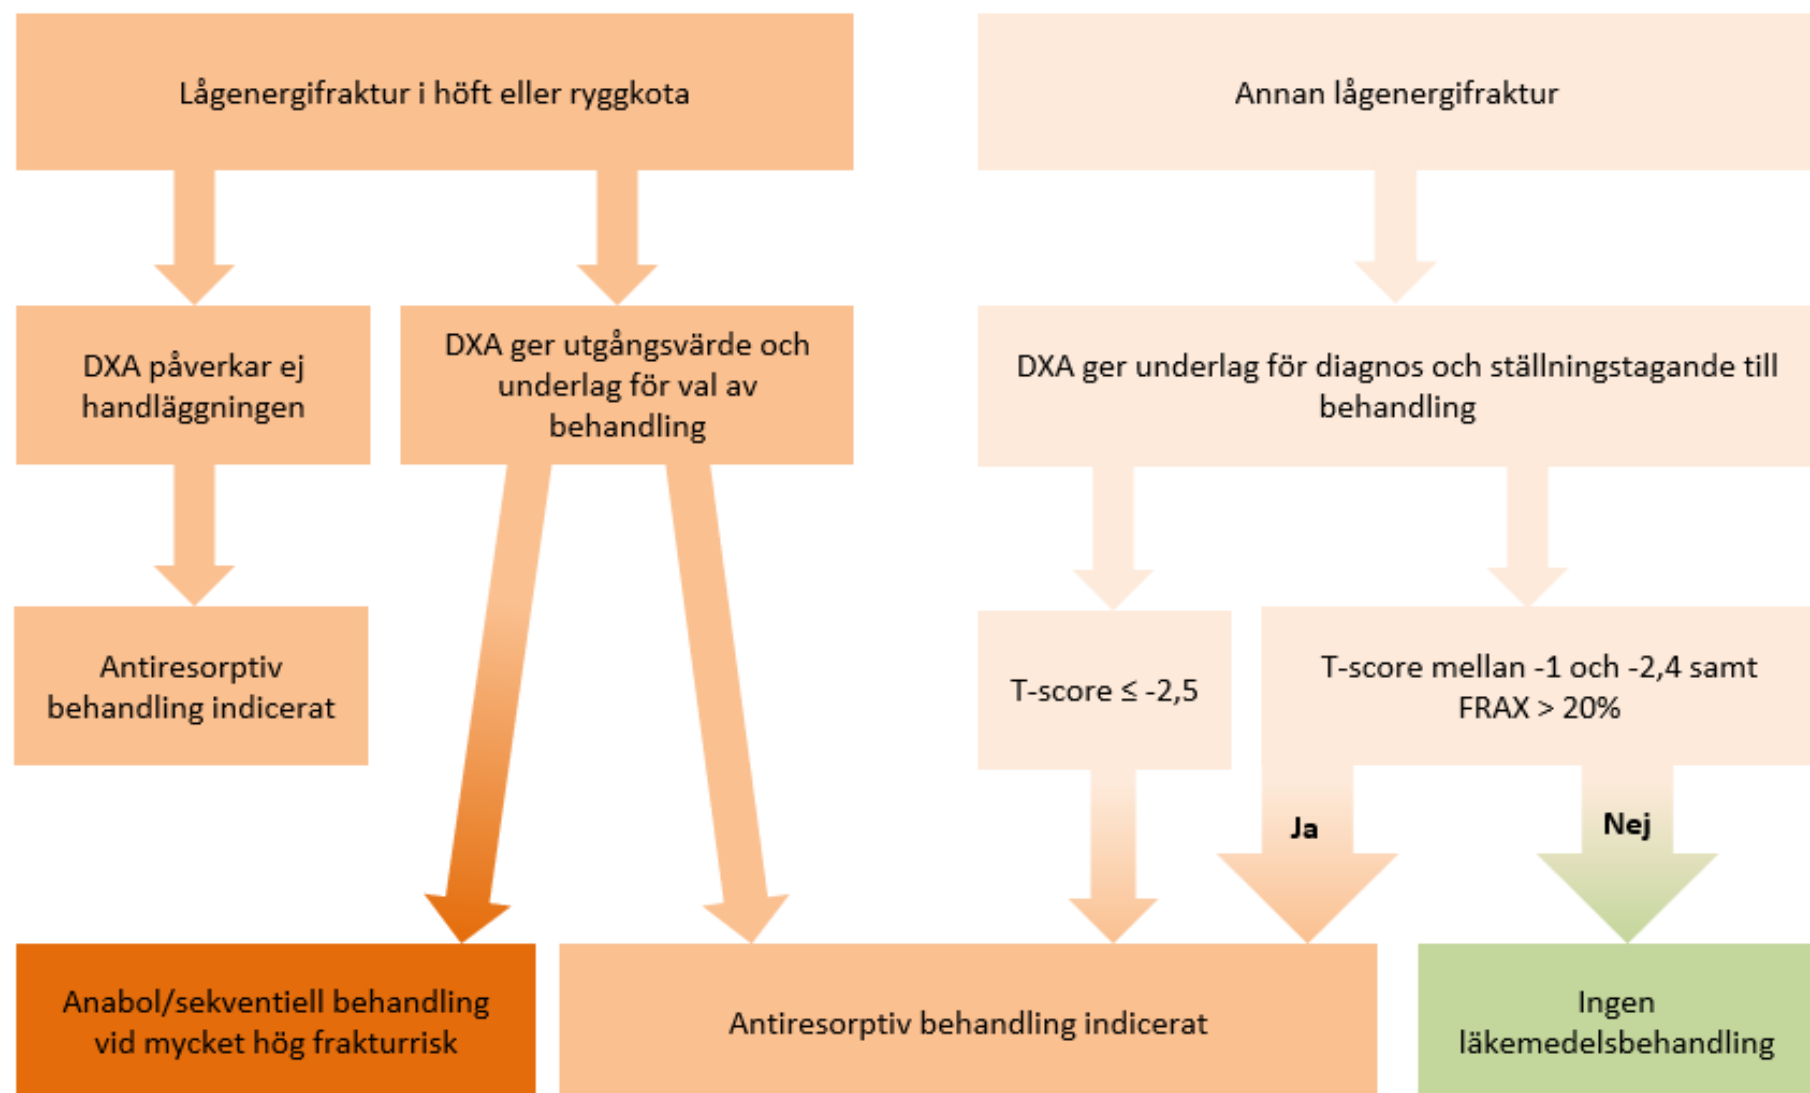 Lågenergifraktur i höft eller ryggkota
Annan lågenergifraktur
DXA påverkar ej
handläggningen
DXA ger utgångsvärde och
underlag för val av
behandling
DXA ger underlag för diagnos och ställningstagande till
behandling
Antiresorptiv
behandling indicerat
T-score ≤ -2,5
T-score mellan -1 och -2,4 samt
FRAX > 20%
Ja
Nej
Anabol/sekventiell behandling
vid mycket hög frakturrisk
Antiresorptiv behandling indicerat
Ingen
läkemedelsbehandling